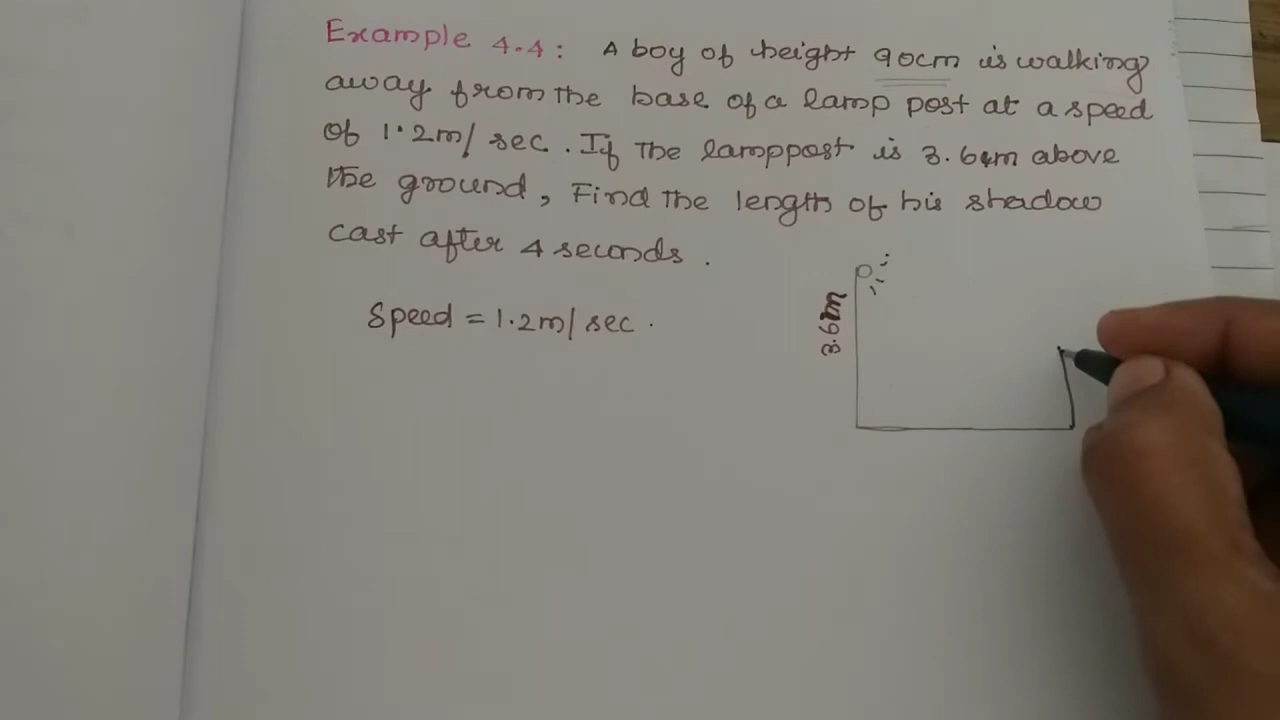 Example 4.4: A boy of height 90cm is walking
away from the base of a lamp post at a speed
of 1.2m/sec. If the lamppost is 3.6m above
the ground, Find the length of his shadow
cast after 4 seconds.
Speed = 1.2m/sec.
3.6m